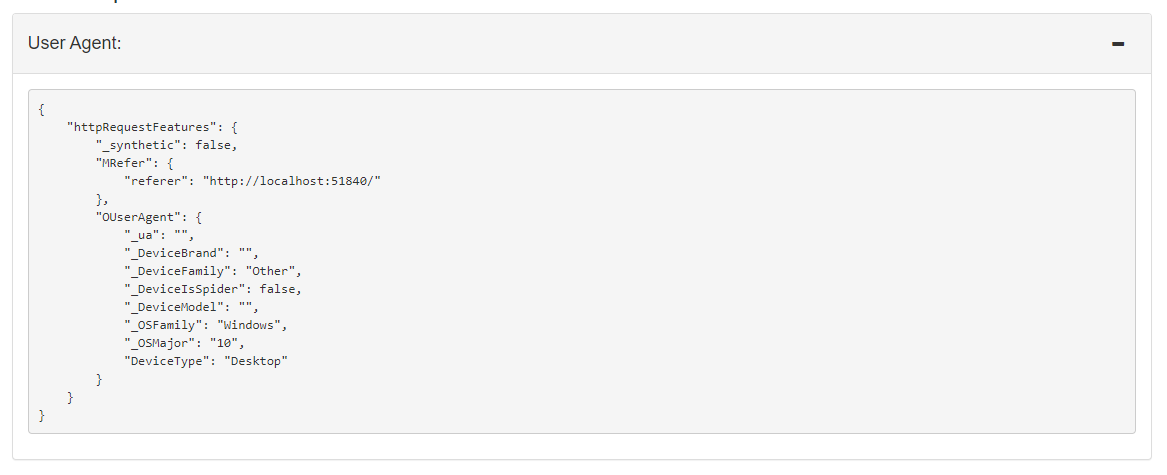 User Agent:
{
    "httpRequestFeatures": {
        "_synthetic": false,
        "MRefer": {
            "referer": "http://localhost:51840/"
        },
        "OUserAgent": {
            "_ua": "",
            "_DeviceBrand": "",
            "_DeviceFamily": "Other",
            "_DeviceIsSpider": false,
            "_DeviceModel": "",
            "_OSFamily": "Windows",
            "_OSMajor": "10",
            "DeviceType": "Desktop"
        }
    }
}